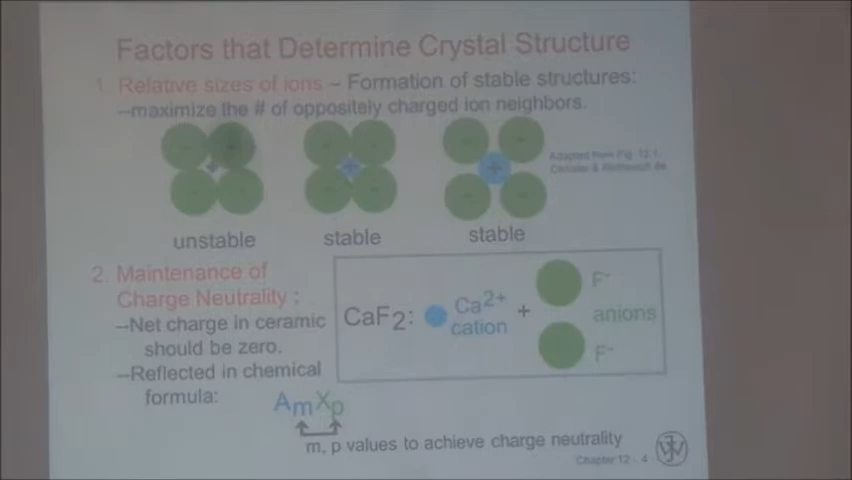 Factors that Determine Crystal Structure
1. Relative sizes of ions – Formation of stable structures:
--maximize the # of oppositely charged ion neighbors.
- -
- -
+
- -
- -
+
- -
- -
+
Adapted from Fig. 12.1,
Callister & Rethwisch 8e.
unstable
stable
stable
2. Maintenance of
Charge Neutrality :
--Net charge in ceramic
should be zero.
--Reflected in chemical
formula:
CaF2:
Ca2+
cation
+
F-
anions
F-
AmXp
m, p values to achieve charge neutrality
Chapter 12 - 4